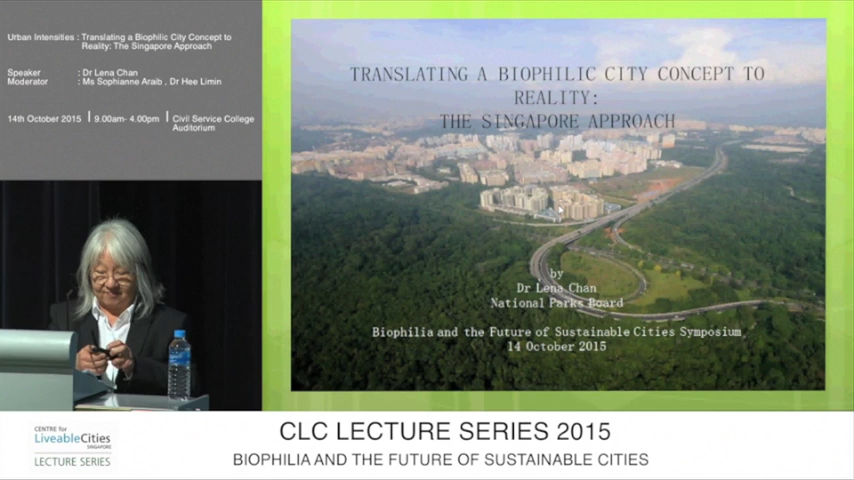 Urban Intensities : Translating a Biophilic City Concept to
Reality: The Singapore Approach
Speaker : Dr Lena Chan
Moderator : Ms Sophianne Araib , Dr Hee Limin
14th October 2015 | 9.00am- 4.00pm | Civil Service College
Auditorium
TRANSLATING A BIOPHILIC CITY CONCEPT TO
REALITY:
THE SINGAPORE APPROACH
by
Dr Lena Chan
National Parks Board
Biophilia and the Future of Sustainable Cities Symposium
14 October 2015
CENTRE for
LiveableCities
SINGAPORE
LECTURE SERIES
CLC LECTURE SERIES 2015
BIOPHILIA AND THE FUTURE OF SUSTAINABLE CITIES